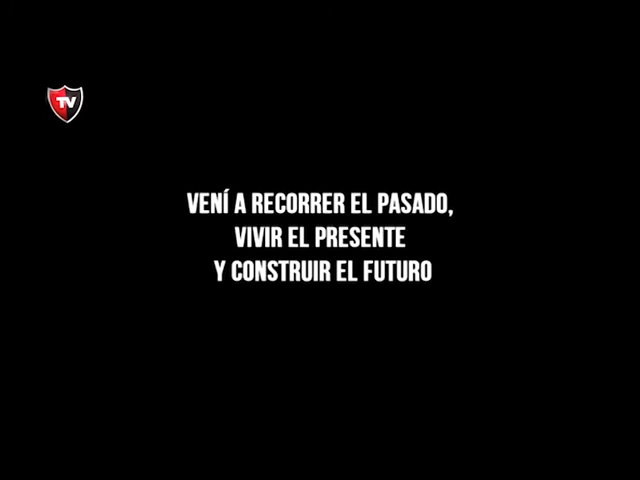 TV
VENÍ A RECORRER EL PASADO,
VIVIR EL PRESENTE
Y CONSTRUIR EL FUTURO